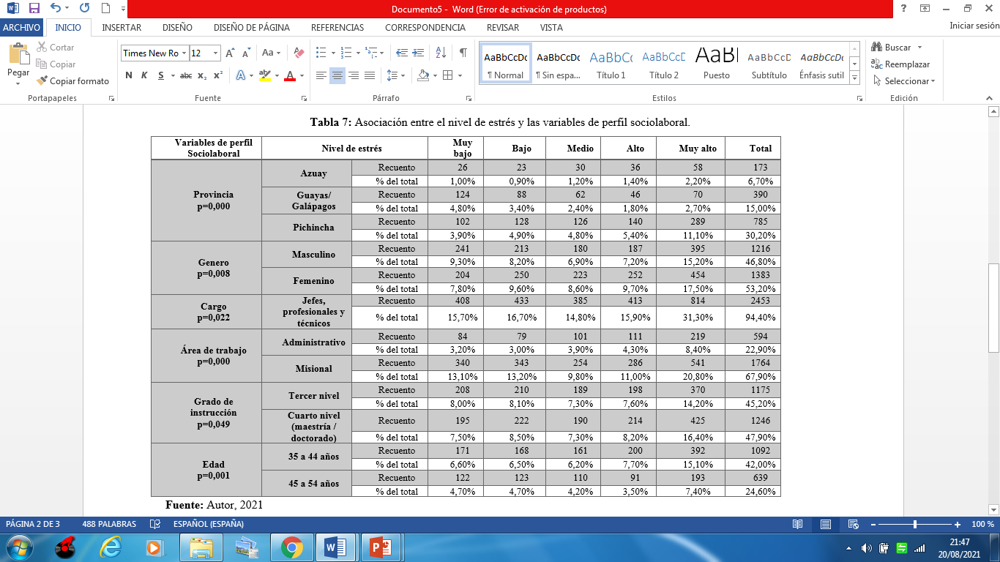 Documento5 - Word (Error de activación de productos)
ARCHIVO INICIO INSERTAR DISEÑO DISEÑO DE PÁGINA REFERENCIAS CORRESPONDENCIA REVISAR VISTA Iniciar sesión
Pegar
Cortar
Copiar
Copiar formato
Portapapeles
Times New Ro 12
Fuente
Párrafo
AaBbCcDc AaBbCcDc AaBbCc AaBbCcD AaBl AaBbCcD AaBbCcDc
¶ Normal ¶ Sin espa... Título 1 Título 2 Puesto Subtítulo Énfasis sutil
Estilos
Buscar
Reemplazar
Seleccionar
Edición
Tabla 7: Asociación entre el nivel de estrés y las variables de perfil sociolaboral.
Variables de perfil Sociolaboral Nivel de estrés Muy bajo Bajo Medio Alto Muy alto Total
Provincia p=0,000
Azuay Recuento 26 23 30 36 58 173
% del total 1,00% 0,90% 1,20% 1,40% 2,20% 6,70%
Guayas/ Galápagos Recuento 124 88 62 46 70 390
% del total 4,80% 3,40% 2,40% 1,80% 2,70% 15,00%
Pichincha Recuento 102 128 126 140 289 785
% del total 3,90% 4,90% 4,80% 5,40% 11,10% 30,20%
Genero p=0,008
Masculino Recuento 241 213 180 187 395 1216
% del total 9,30% 8,20% 6,90% 7,20% 15,20% 46,80%
Femenino Recuento 204 250 223 252 454 1383
% del total 7,80% 9,60% 8,60% 9,70% 17,50% 53,20%
Cargo p=0,022
Jefes, profesionales y técnicos Recuento 408 433 385 413 814 2453
% del total 15,70% 16,70% 14,80% 15,90% 31,30% 94,40%
Área de trabajo p=0,000
Administrativo Recuento 84 79 101 111 219 594
% del total 3,20% 3,00% 3,90% 4,30% 8,40% 22,90%
Misional Recuento 340 343 254 286 541 1764
% del total 13,10% 13,20% 9,80% 11,00% 20,80% 67,90%
Grado de instrucción p=0,049
Tercer nivel Recuento 208 210 189 198 370 1175
% del total 8,00% 8,10% 7,30% 7,60% 14,20% 45,20%
Cuarto nivel (maestría / doctorado) Recuento 195 222 190 214 425 1246
% del total 7,50% 8,50% 7,30% 8,20% 16,40% 47,90%
Edad p=0,001
35 a 44 años Recuento 171 168 161 200 392 1092
% del total 6,60% 6,50% 6,20% 7,70% 15,10% 42,00%
45 a 54 años Recuento 122 123 110 91 193 639
% del total 4,70% 4,70% 4,20% 3,50% 7,40% 24,60%
Fuente: Autor, 2021
PÁGINA 2 DE 3 488 PALABRAS ESPAÑOL (ESPAÑA) 100 %
21:47
20/08/2021